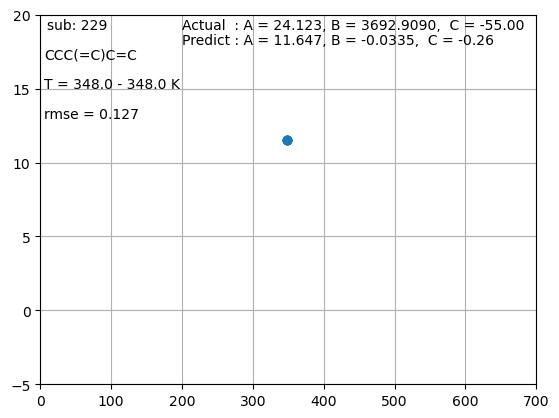 sub: 229
Actual  : A = 24.123, B = 3692.9090,  C = -55.00
Predict : A = 11.647, B = -0.0335,  C = -0.26
CCC(=C)C=C
T = 348.0 - 348.0 K
rmse = 0.127
20
15
10
5
0
−5
0 100 200 300 400 500 600 700